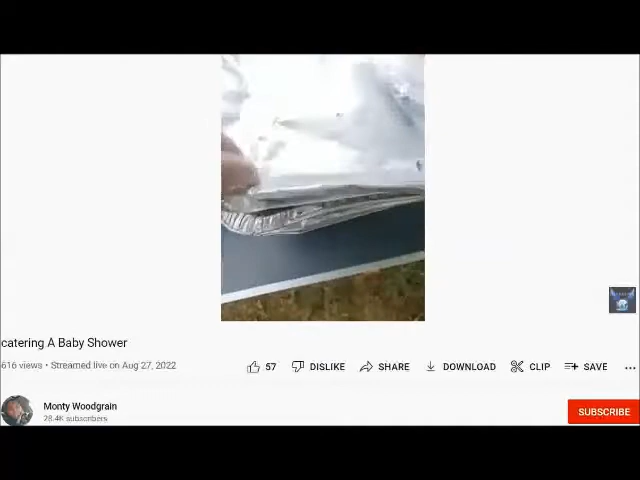 catering A Baby Shower
616 views • Streamed live on Aug 27, 2022
57 DISLIKE SHARE DOWNLOAD CLIP SAVE ...
Monty Woodgrain
28.4K subscribers
SUBSCRIBE